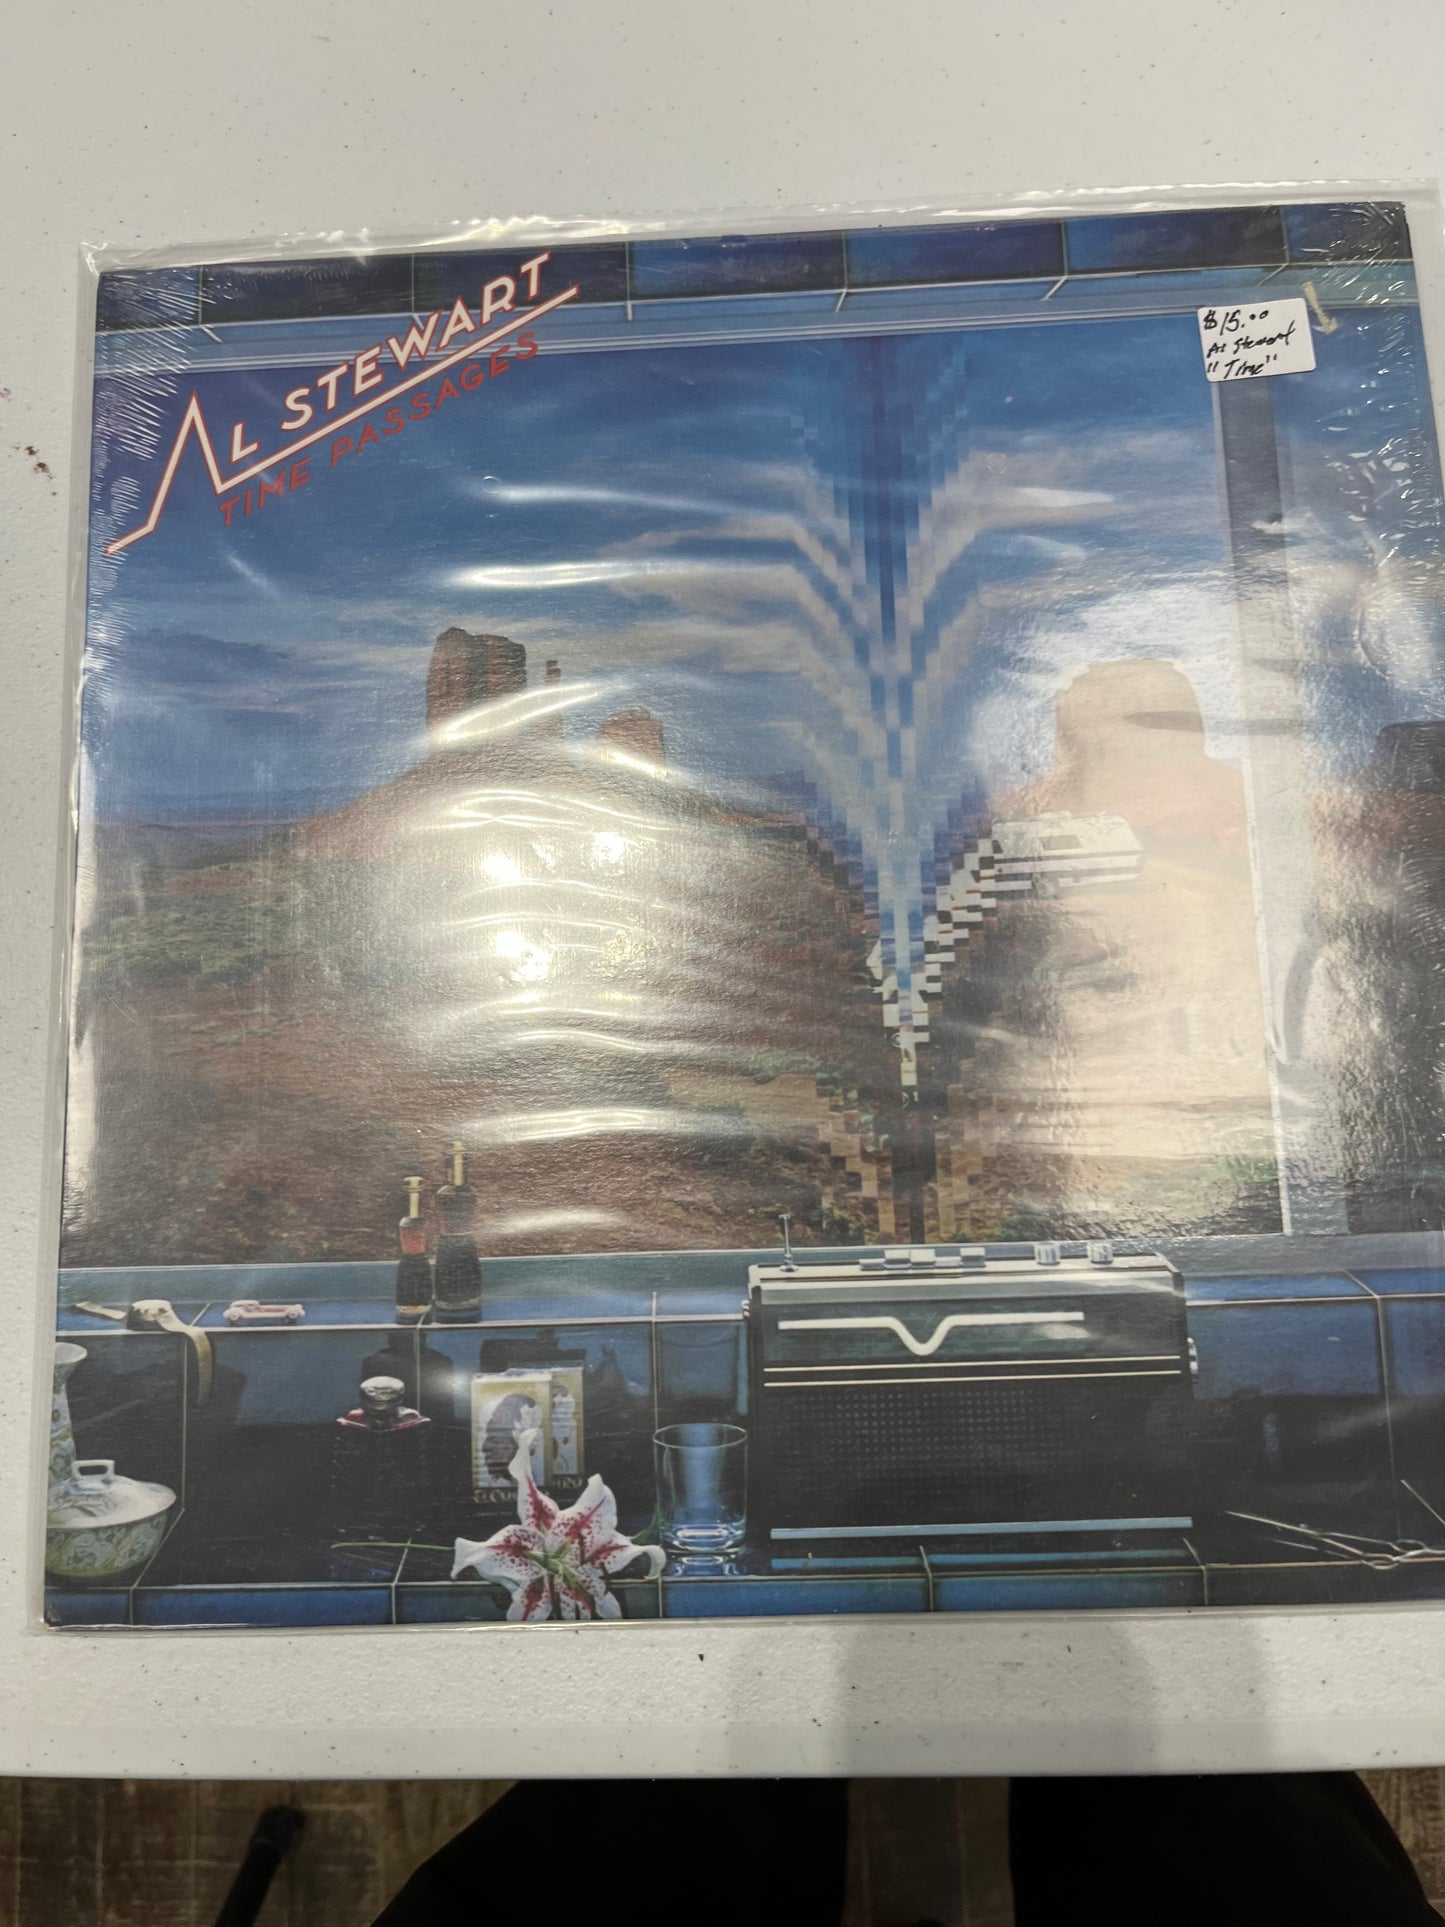 AL STEWART
TIME PASSAGES
$15.00
Al Stewart
"Time"